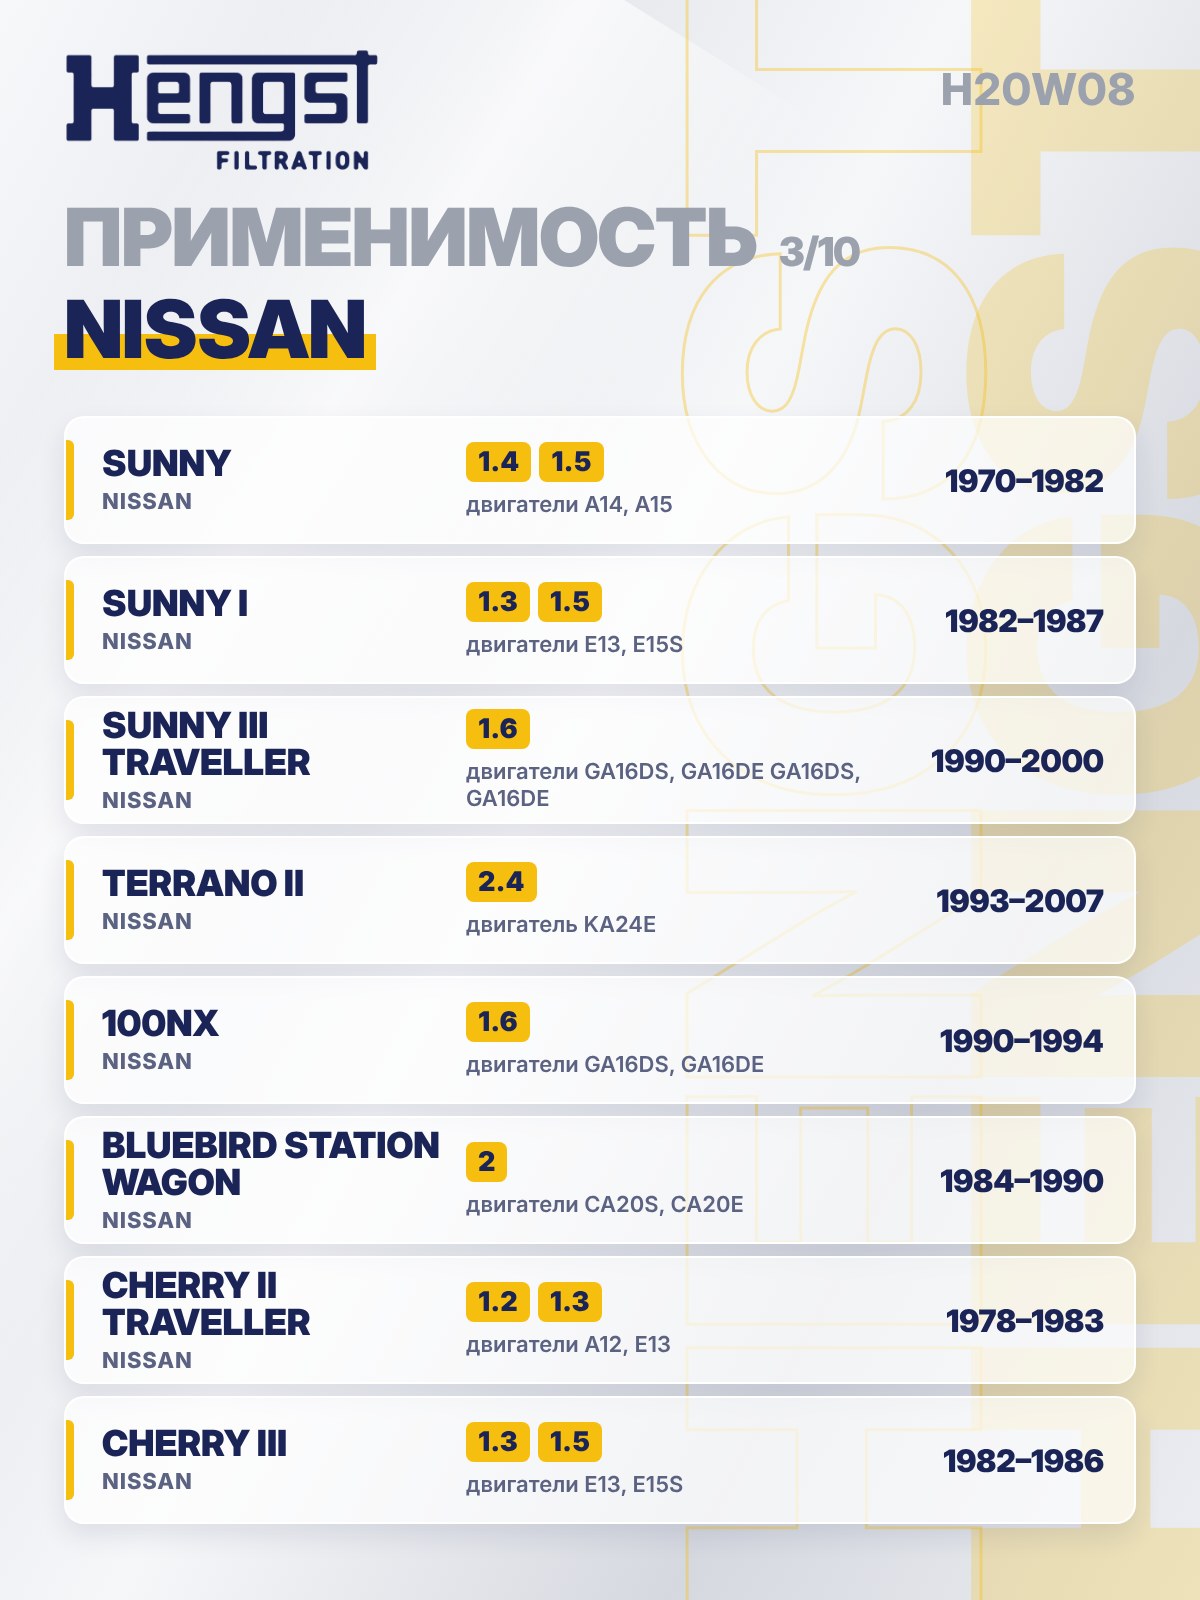 Hengst
FILTRATION
H20W08
ПРИМЕНИМОСТЬ 3/10
NISSAN
SUNNY
NISSAN
1.4 1.5
двигатели A14, A15
1970–1982
SUNNY I
NISSAN
1.3 1.5
двигатели E13, E15S
1982–1987
SUNNY III
TRAVELLER
NISSAN
1.6
двигатели GA16DS, GA16DE GA16DS,
GA16DE
1990–2000
TERRANO II
NISSAN
2.4
двигатель KA24E
1993–2007
100NX
NISSAN
1.6
двигатели GA16DS, GA16DE
1990–1994
BLUEBIRD STATION
WAGON
NISSAN
2
двигатели CA20S, CA20E
1984–1990
CHERRY II
TRAVELLER
NISSAN
1.2 1.3
двигатели A12, E13
1978–1983
CHERRY III
NISSAN
1.3 1.5
двигатели E13, E15S
1982–1986
HENGST
HENGST